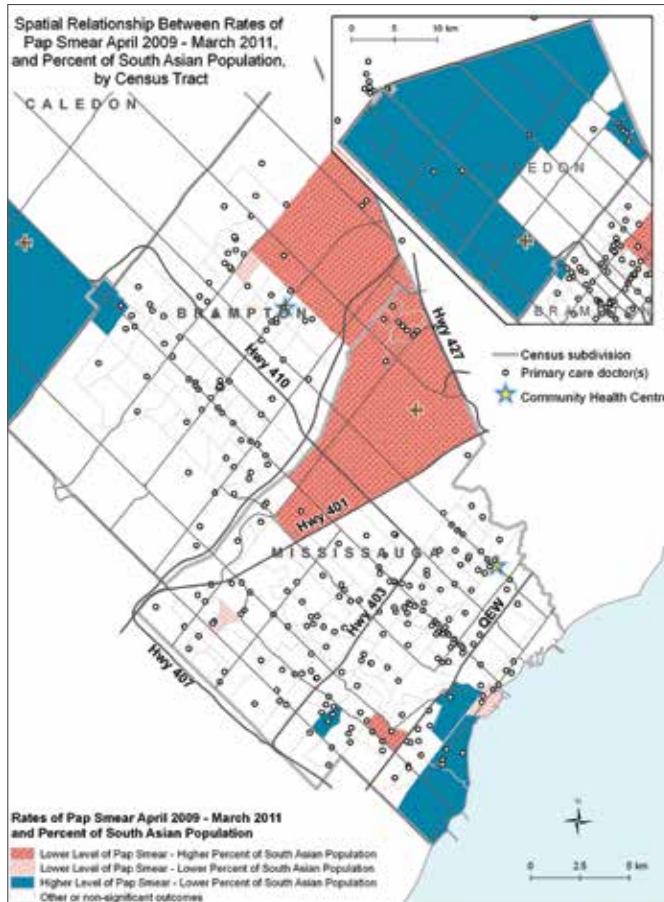 Spatial Relationship Between Rates of
Pap Smear April 2009 - March 2011,
and Percent of South Asian Population,
by Census Tract
0 5 10 km
CALEDON
CALEDON
BRAMPTON
BRAMPTON
Hwy 427
Hwy 410
Census subdivision
Primary care doctor(s)
Community Health Centre
Hwy 401
MISSISSAUGA
Hwy 403
QEW
Hwy 407
Rates of Pap Smear April 2009 - March 2011
and Percent of South Asian Population
Lower Level of Pap Smear - Higher Percent of South Asian Population
Lower Level of Pap Smear - Lower Percent of South Asian Population
Higher Level of Pap Smear - Lower Percent of South Asian Population
Other or non-significant outcomes
N
0 2.5 5 km